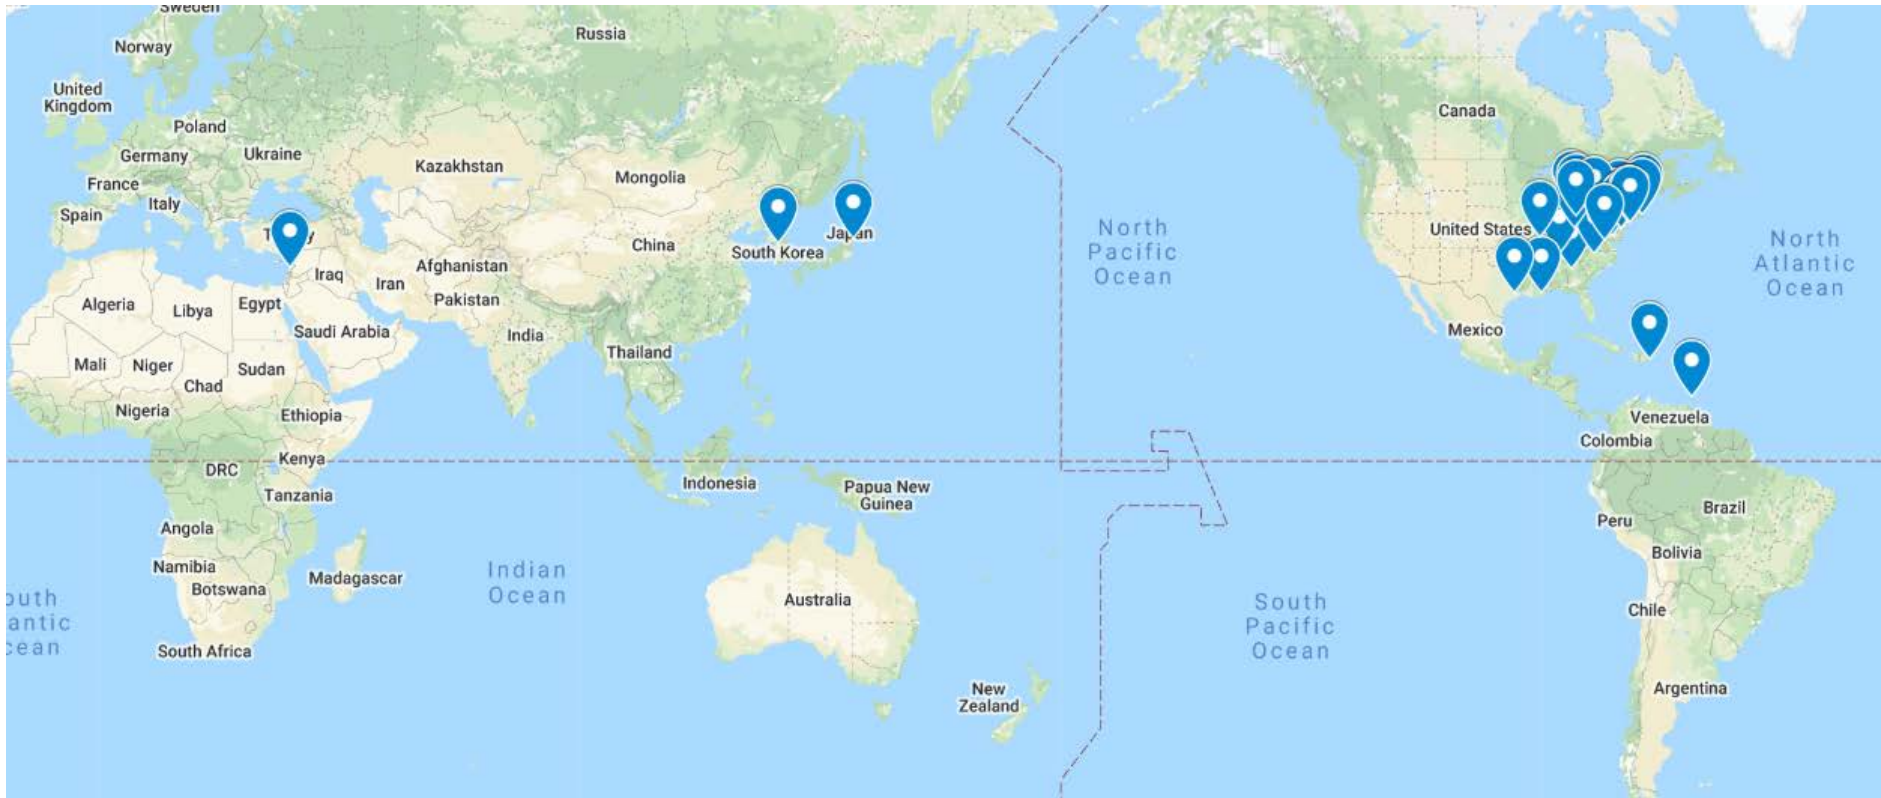 Sweden
Norway
Russia
United
Kingdom
Poland
Germany
Ukraine
France
Italy
Spain
Kazakhstan
Mongolia
Canada
United States
North
Pacific
Ocean
North
Atlantic
Ocean
Japan
South Korea
China
Iraq
Iran
Afghanistan
Pakistan
Algeria
Libya
Egypt
Saudi Arabia
India
Mexico
Mali
Niger
Chad
Sudan
Thailand
Nigeria
Ethiopia
Venezuela
Colombia
DRC
Kenya
Tanzania
Indonesia
Papua New
Guinea
Brazil
Peru
Angola
Bolivia
Namibia
Botswana
Madagascar
Indian
Ocean
Australia
South
Pacific
Ocean
Chile
South Africa
New
Zealand
Argentina